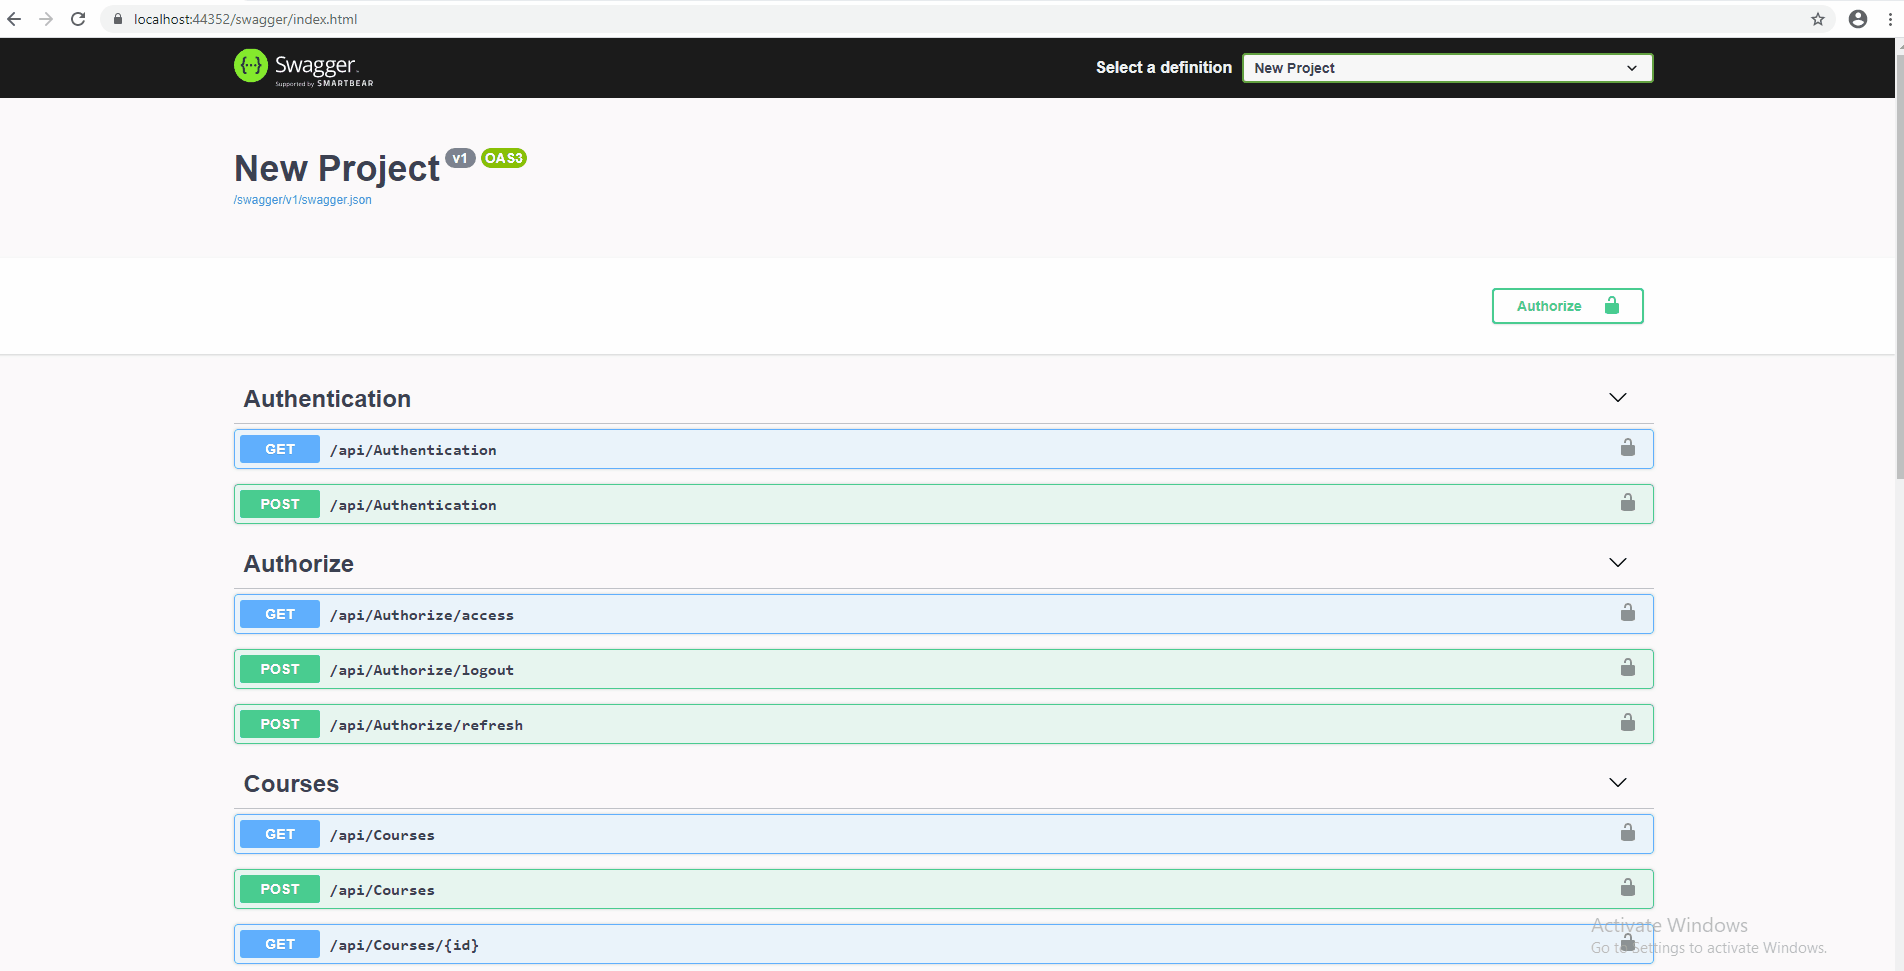 localhost:44352/swagger/index.html
Swagger.
Supported by SMARTBEAR
Select a definition
New Project
New Project v1 OAS3
/swagger/v1/swagger.json
Authorize
Authentication
GET /api/Authentication
POST /api/Authentication
Authorize
GET /api/Authorize/access
POST /api/Authorize/logout
POST /api/Authorize/refresh
Courses
GET /api/Courses
POST /api/Courses
GET /api/Courses/{id}
Activate Windows
Go to Settings to activate Windows.